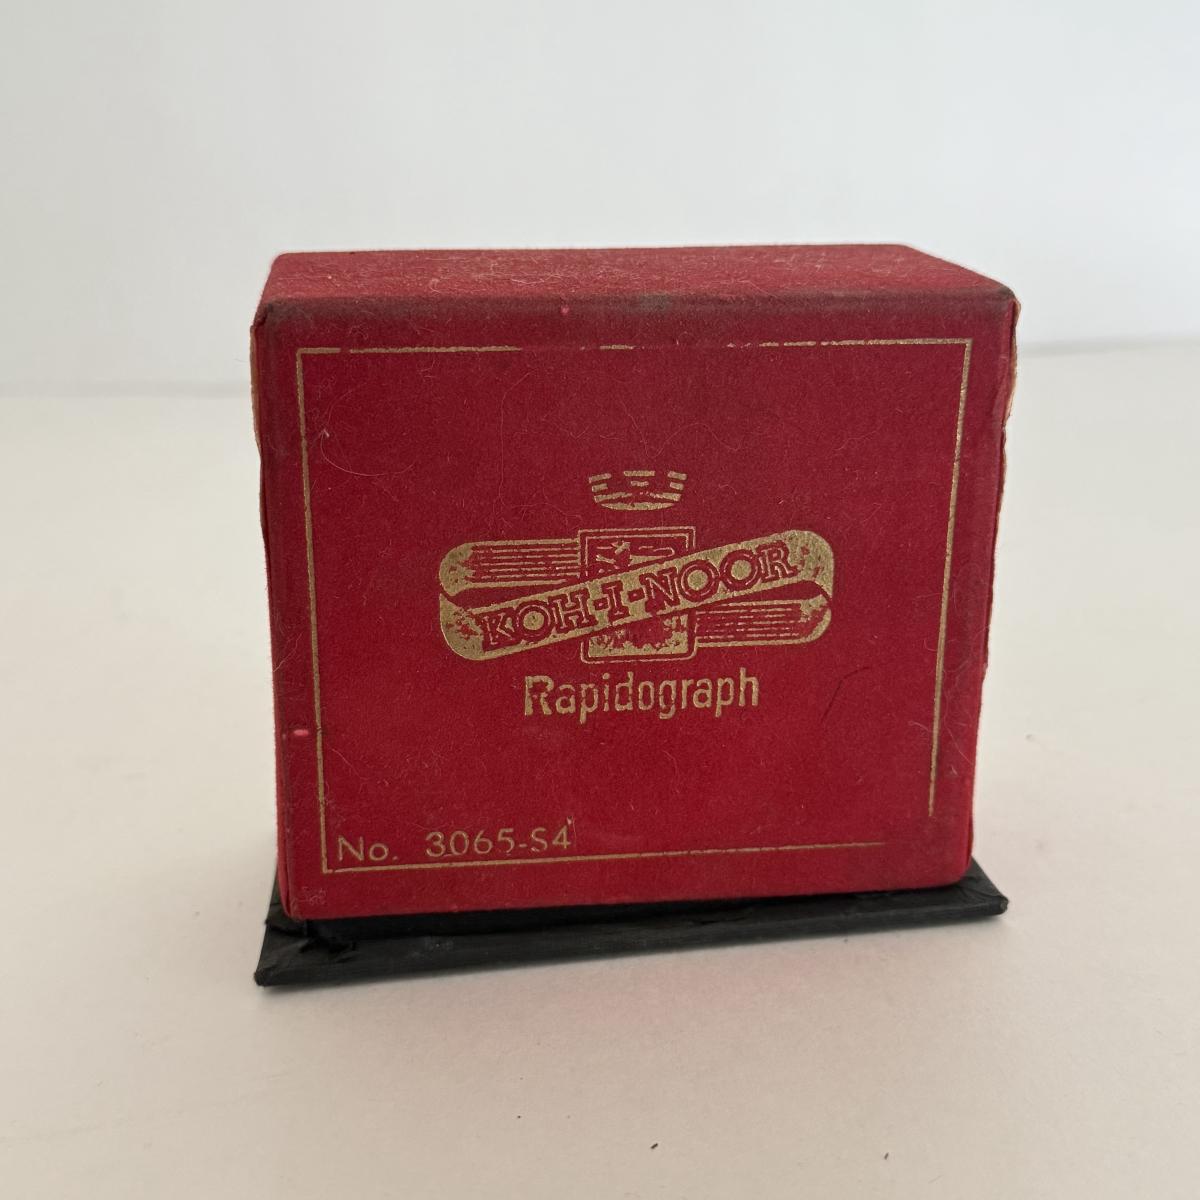 KOH-I-NOOR
Rapidograph
No. 3065-S4